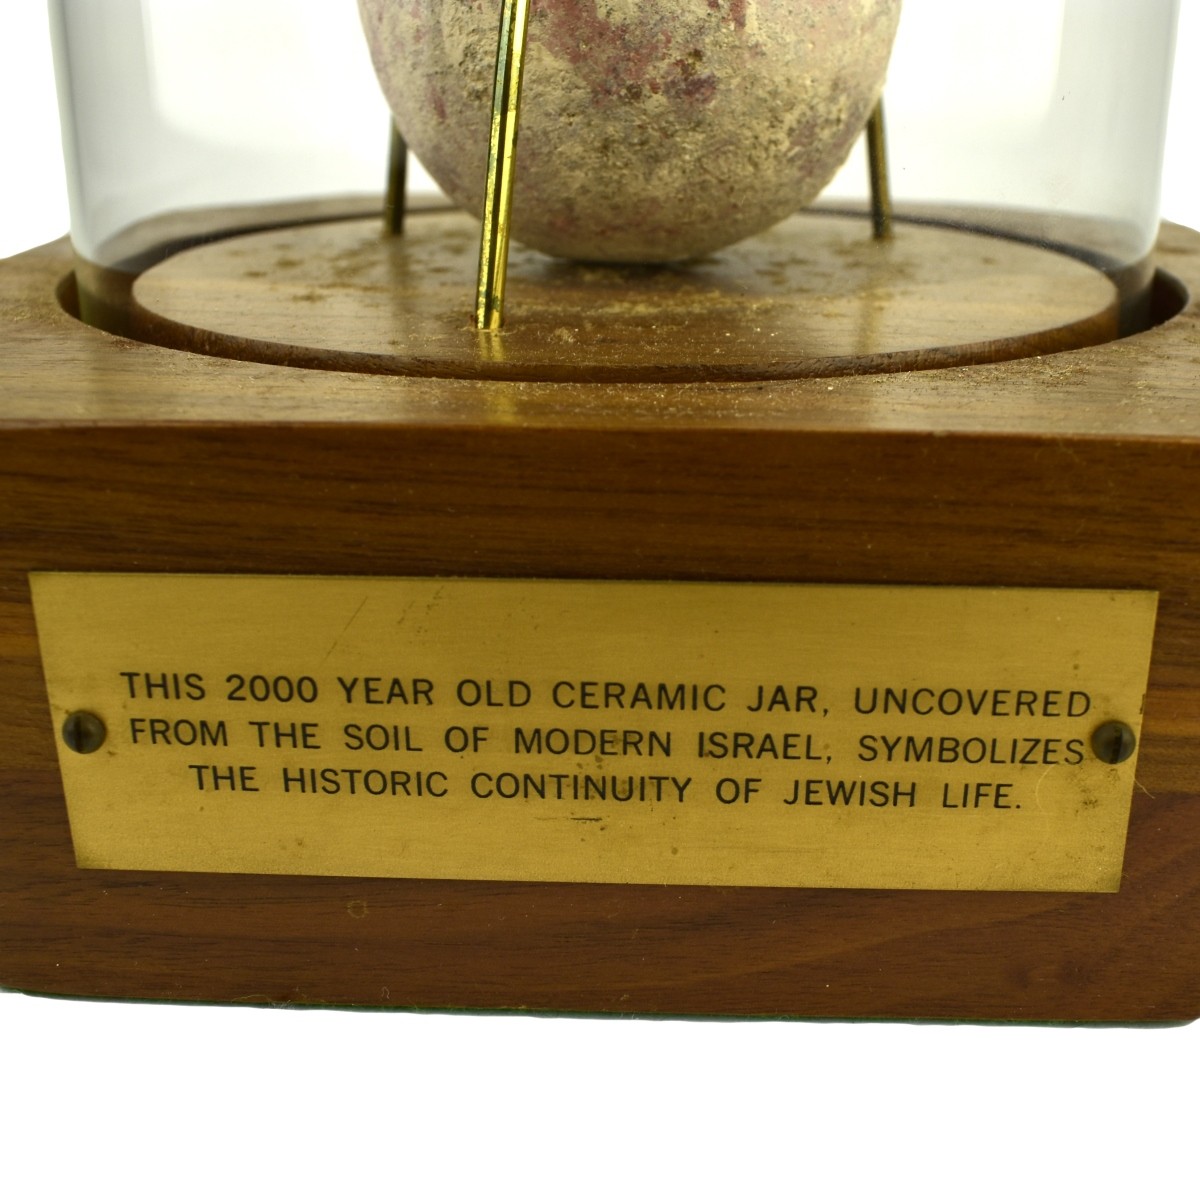 THIS 2000 YEAR OLD CERAMIC JAR, UNCOVERED
FROM THE SOIL OF MODERN ISRAEL, SYMBOLIZES
THE HISTORIC CONTINUITY OF JEWISH LIFE.